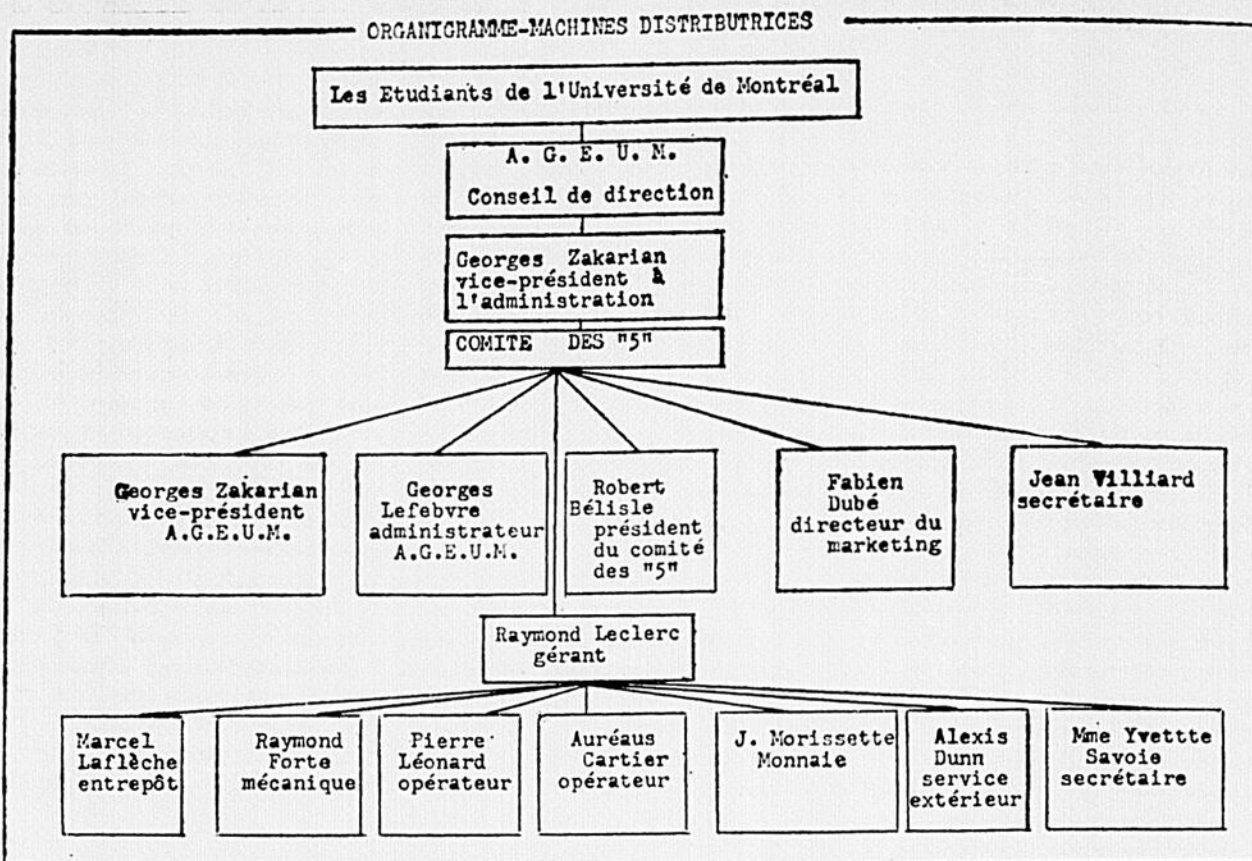 ORGANIGRAMME-MACHINES DISTRIBUTRICES
Les Etudiants de l'Université de Montréal
A. G. E. U. M.
Conseil de direction
Georges Zakarian
vice-président à
l'administration
COMITE DES "5"
Georges Zakarian
vice-président
A.G.E.U.M.
Georges
Lefebvre
administrateur
A.G.E.U.M.
Robert
Bélisle
président
du comité
des "5"
Fabien
Dubé
directeur du
marketing
Jean Williard
secrétaire
Raymond Leclerc
gérant
Marcel
Laflèche
entrepôt
Raymond
Forte
mécanique
Pierre
Léonard
opérateur
Auréaus
Cartier
opérateur
J. Morissette
Monnaie
Alexis
Dunn
service
extérieur
Mme Yvettte
Savoie
secrétaire